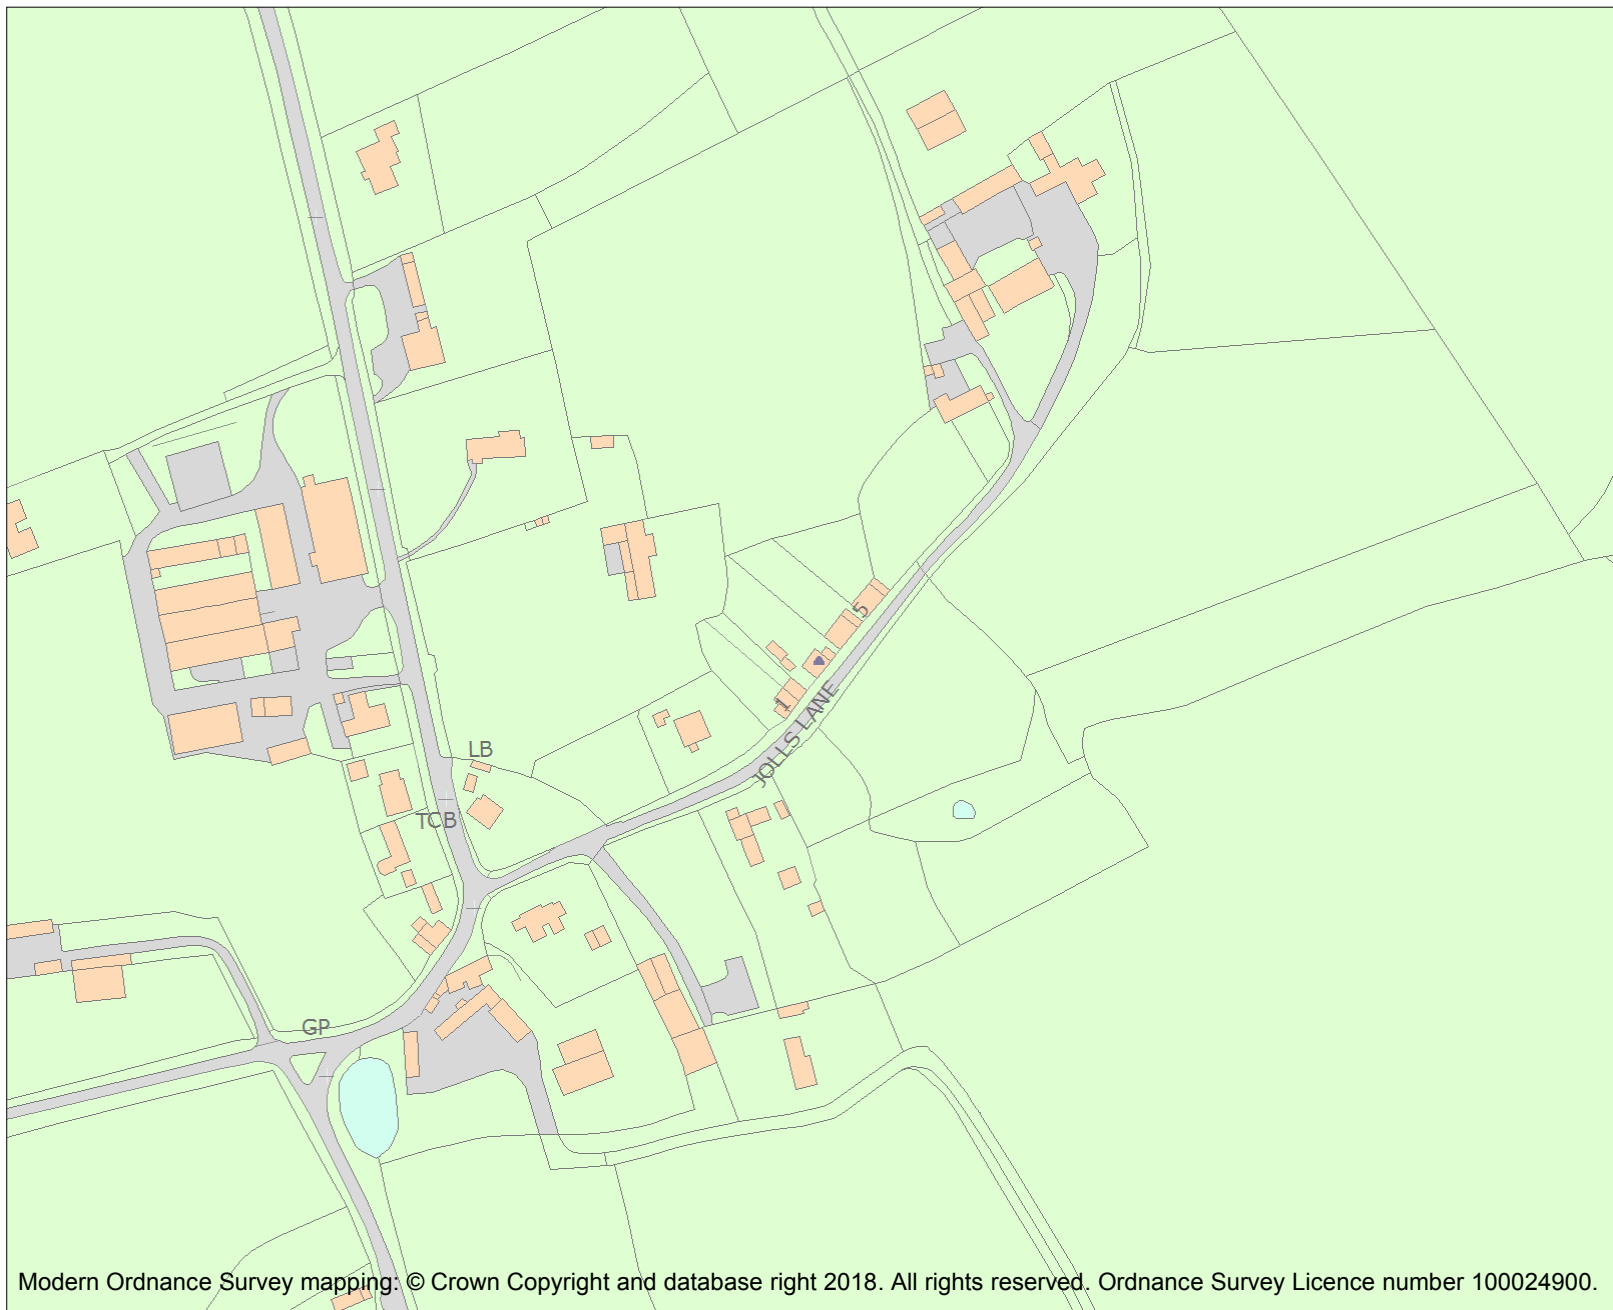 5
1
JOLLS LANE
LB
TCB
GP
Modern Ordnance Survey mapping: © Crown Copyright and database right 2018. All rights reserved. Ordnance Survey Licence number 100024900.